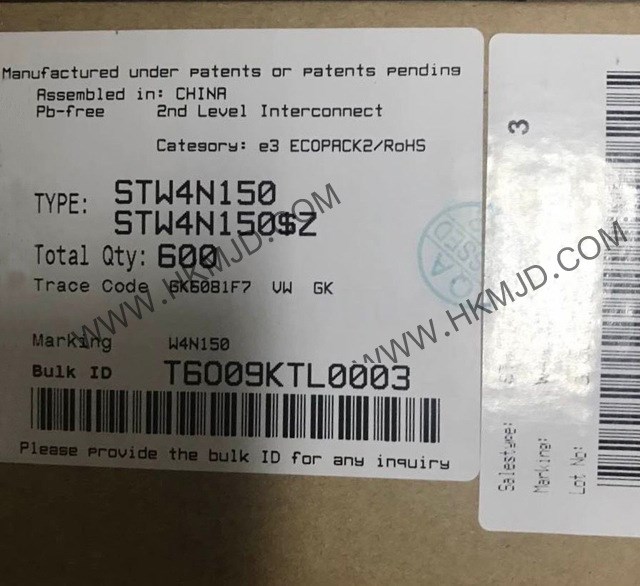 Manufactured under patents or patents pending
Assembled in: CHINA
Pb-free 2nd Level Interconnect
Category: e3 ECOPACK2/RoHS
TYPE: STW4N150
STW4N150$Z
Total Qty: 600
Trace Code GK6081F7 VW GK
Marking W4N150
Bulk ID T6009KTL0003
Please provide the bulk ID for any inquiry
QA
PASSED
3
Salestype:
Marking:
Lot No:
WWW.HKMJD.COM
WWW.HKMJD.COM